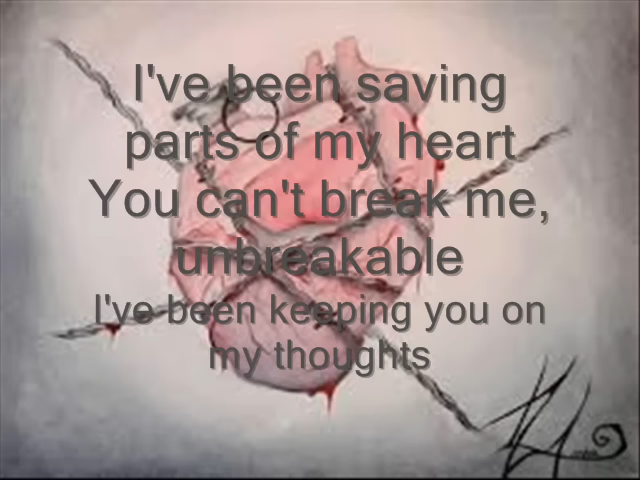 I've been saving
parts of my heart
You can't break me,
unbreakable
I've been keeping you on
my thoughts